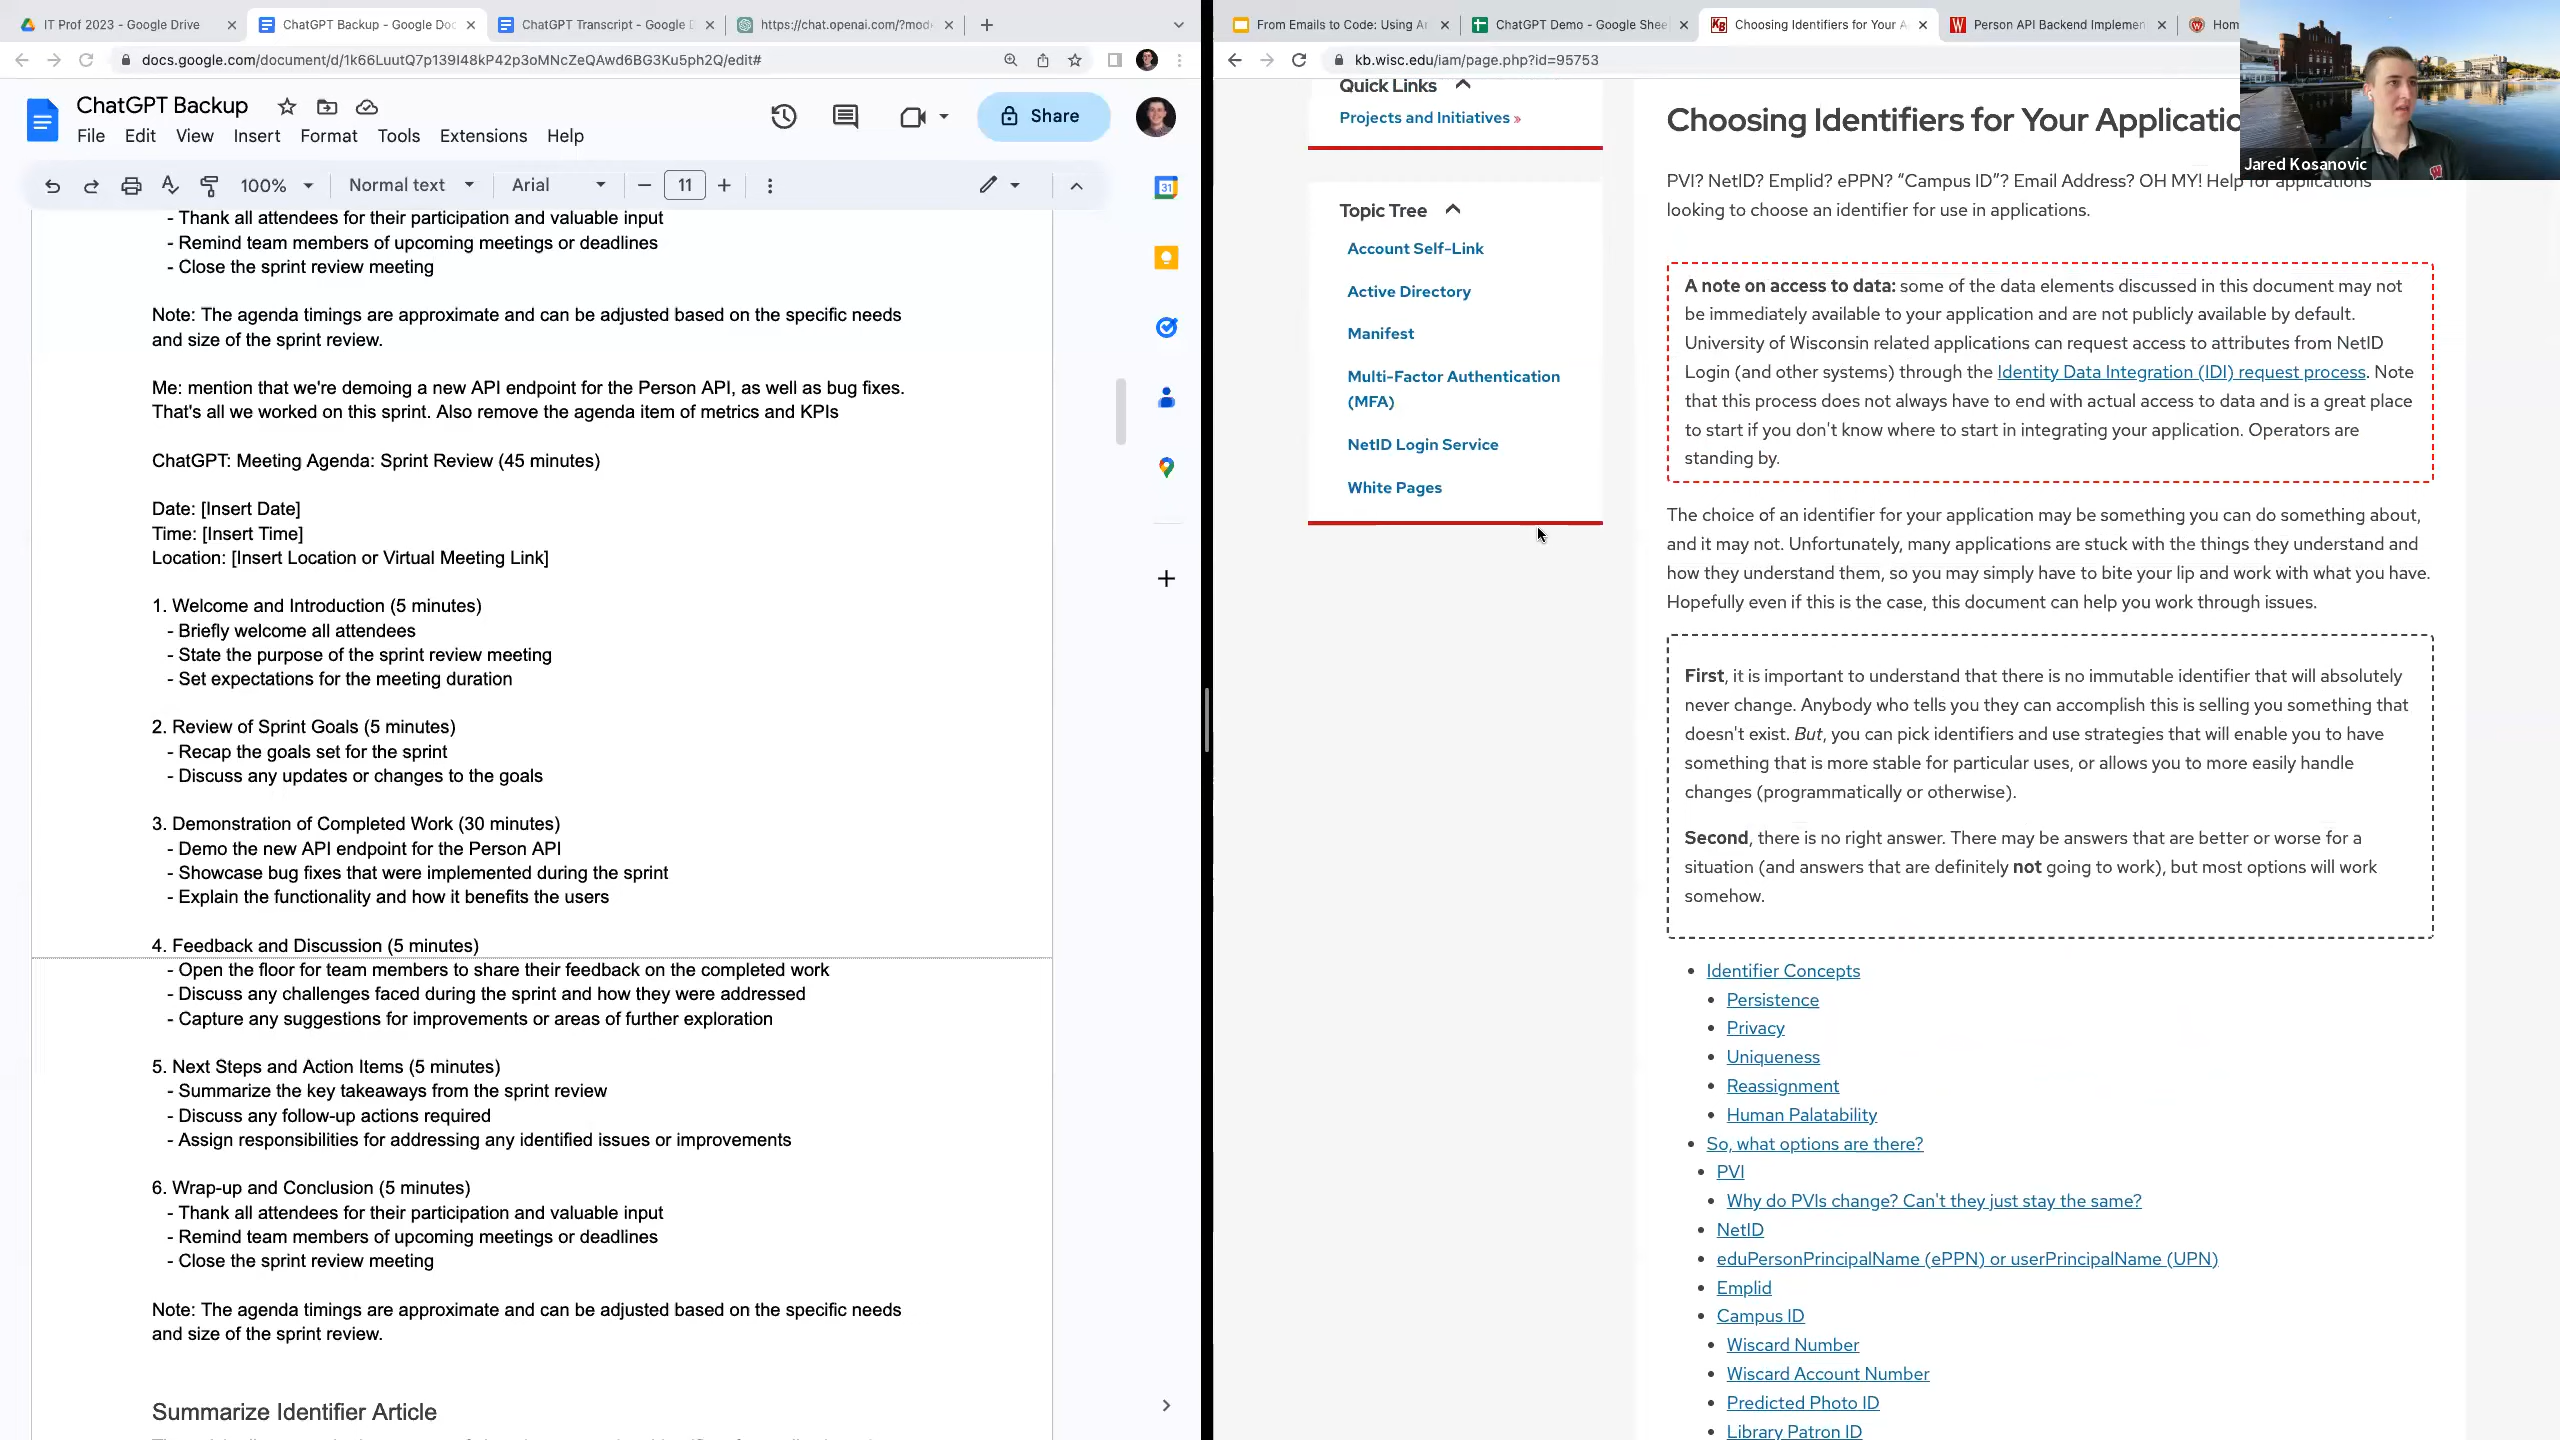 IT Prof 2023 - Google Drive
ChatGPT Backup - Google Doc
ChatGPT Transcript - Google D
https://chat.openai.com/?mod
docs.google.com/document/d/1k66LuutQ7p139I48kP42p3oMNcZeQAwd6BG3Ku5ph2Q/edit#
ChatGPT Backup
Share
File Edit View Insert Format Tools Extensions Help
100% Normal text Arial 11
- Thank all attendees for their participation and valuable input
- Remind team members of upcoming meetings or deadlines
- Close the sprint review meeting
Note: The agenda timings are approximate and can be adjusted based on the specific needs
and size of the sprint review.
Me: mention that we're demoing a new API endpoint for the Person API, as well as bug fixes.
That's all we worked on this sprint. Also remove the agenda item of metrics and KPIs
ChatGPT: Meeting Agenda: Sprint Review (45 minutes)
Date: [Insert Date]
Time: [Insert Time]
Location: [Insert Location or Virtual Meeting Link]
1. Welcome and Introduction (5 minutes)
- Briefly welcome all attendees
- State the purpose of the sprint review meeting
- Set expectations for the meeting duration
2. Review of Sprint Goals (5 minutes)
- Recap the goals set for the sprint
- Discuss any updates or changes to the goals
3. Demonstration of Completed Work (30 minutes)
- Demo the new API endpoint for the Person API
- Showcase bug fixes that were implemented during the sprint
- Explain the functionality and how it benefits the users
4. Feedback and Discussion (5 minutes)
- Open the floor for team members to share their feedback on the completed work
- Discuss any challenges faced during the sprint and how they were addressed
- Capture any suggestions for improvements or areas of further exploration
5. Next Steps and Action Items (5 minutes)
- Summarize the key takeaways from the sprint review
- Discuss any follow-up actions required
- Assign responsibilities for addressing any identified issues or improvements
6. Wrap-up and Conclusion (5 minutes)
- Thank all attendees for their participation and valuable input
- Remind team members of upcoming meetings or deadlines
- Close the sprint review meeting
Note: The agenda timings are approximate and can be adjusted based on the specific needs
and size of the sprint review.
Summarize Identifier Article
31
From Emails to Code: Using Ar
ChatGPT Demo - Google Shee
Choosing Identifiers for Your A
Person API Backend Implemen
Hom
kb.wisc.edu/iam/page.php?id=95753
Quick Links
Projects and Initiatives »
Topic Tree
Account Self-Link
Active Directory
Manifest
Multi-Factor Authentication
(MFA)
NetID Login Service
White Pages
Choosing Identifiers for Your Applicatio
Jared Kosanovic
PVI? NetID? Emplid? ePPN? “Campus ID”? Email Address? OH MY! Help for applications
looking to choose an identifier for use in applications.
A note on access to data: some of the data elements discussed in this document may not
be immediately available to your application and are not publicly available by default.
University of Wisconsin related applications can request access to attributes from NetID
Login (and other systems) through the Identity Data Integration (IDI) request process. Note
that this process does not always have to end with actual access to data and is a great place
to start if you don't know where to start in integrating your application. Operators are
standing by.
The choice of an identifier for your application may be something you can do something about,
and it may not. Unfortunately, many applications are stuck with the things they understand and
how they understand them, so you may simply have to bite your lip and work with what you have.
Hopefully even if this is the case, this document can help you work through issues.
First, it is important to understand that there is no immutable identifier that will absolutely
never change. Anybody who tells you they can accomplish this is selling you something that
doesn't exist. But, you can pick identifiers and use strategies that will enable you to have
something that is more stable for particular uses, or allows you to more easily handle
changes (programmatically or otherwise).
Second, there is no right answer. There may be answers that are better or worse for a
situation (and answers that are definitely not going to work), but most options will work
somehow.
• Identifier Concepts
• Persistence
• Privacy
• Uniqueness
• Reassignment
• Human Palatability
• So, what options are there?
• PVI
• Why do PVIs change? Can't they just stay the same?
• NetID
• eduPersonPrincipalName (ePPN) or userPrincipalName (UPN)
• Emplid
• Campus ID
• Wiscard Number
• Wiscard Account Number
• Predicted Photo ID
• Library Patron ID